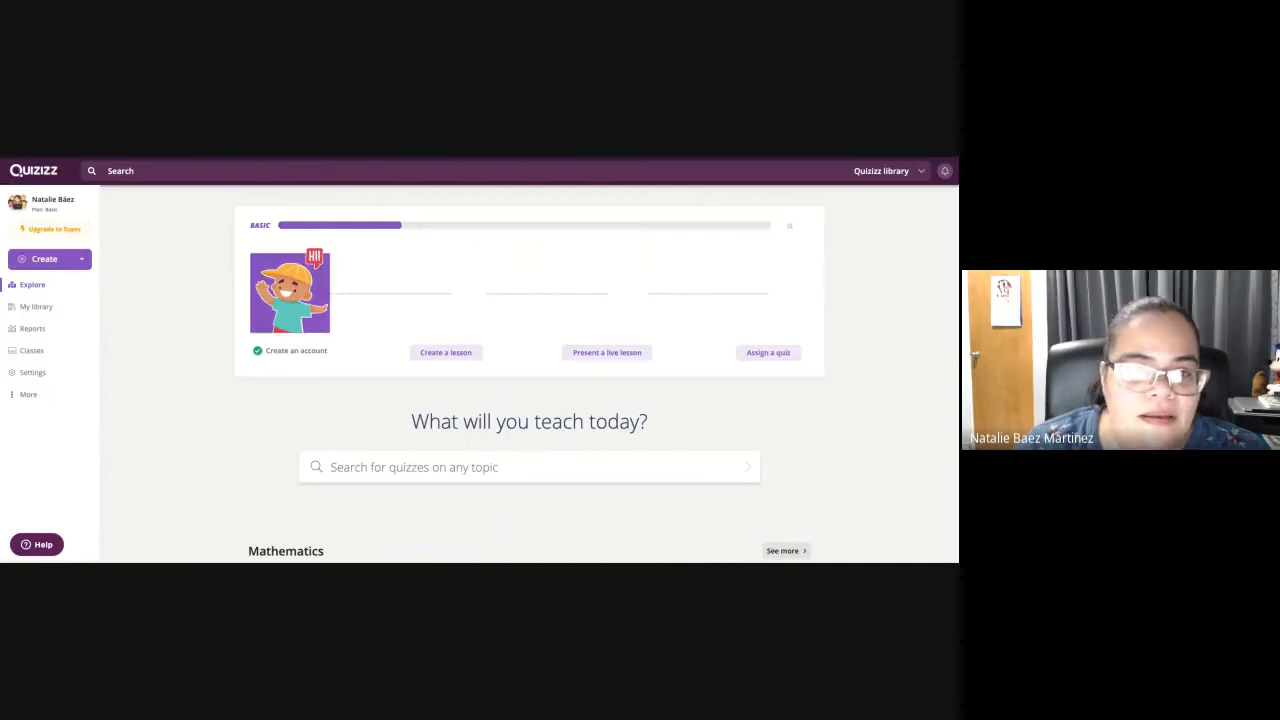 QUIZIZZ
Search
Quizizz library
Natalie Báez
Plan: Basic
Upgrade to Super
Create
Explore
My library
Reports
Classes
Settings
More
Help
BASIC
HI!
Create an account
Create a lesson
Present a live lesson
Assign a quiz
What will you teach today?
Search for quizzes on any topic
Mathematics
See more
Natalie Baez Martinez